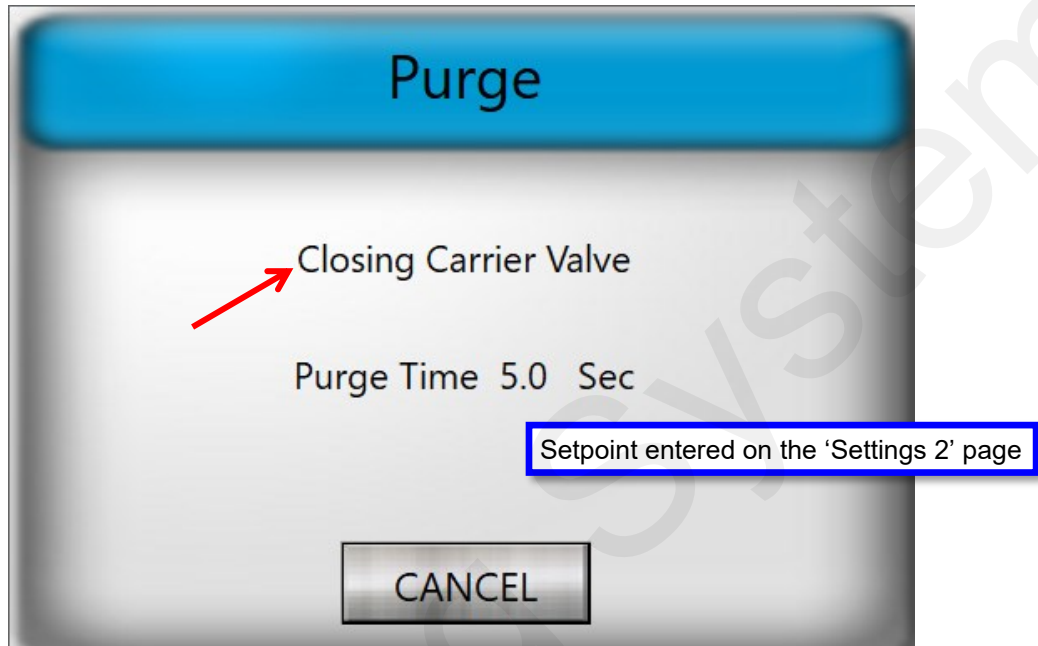 Purge
Closing Carrier Valve
Purge Time 5.0 Sec
Setpoint entered on the ‘Settings 2’ page
CANCEL